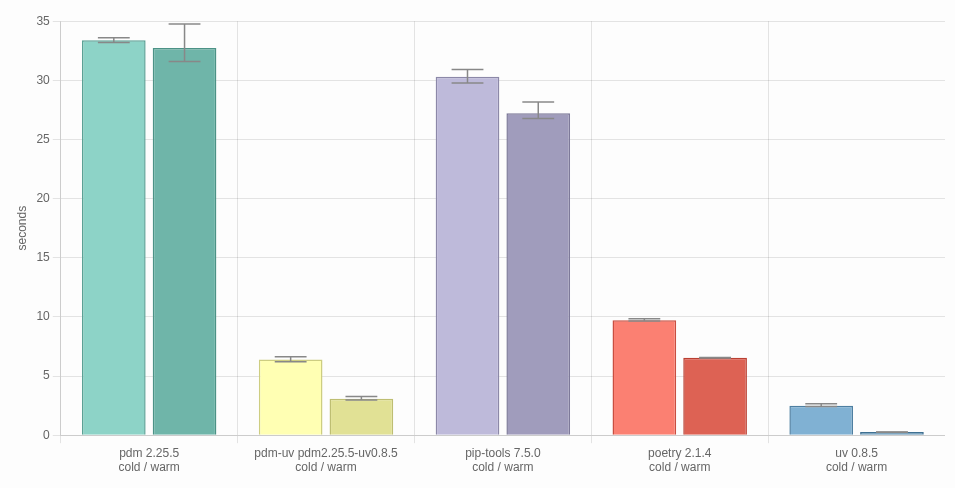 35
30
25
20
15
10
5
0
seconds
pdm 2.25.5
cold / warm
pdm-uv pdm2.25.5-uv0.8.5
cold / warm
pip-tools 7.5.0
cold / warm
poetry 2.1.4
cold / warm
uv 0.8.5
cold / warm